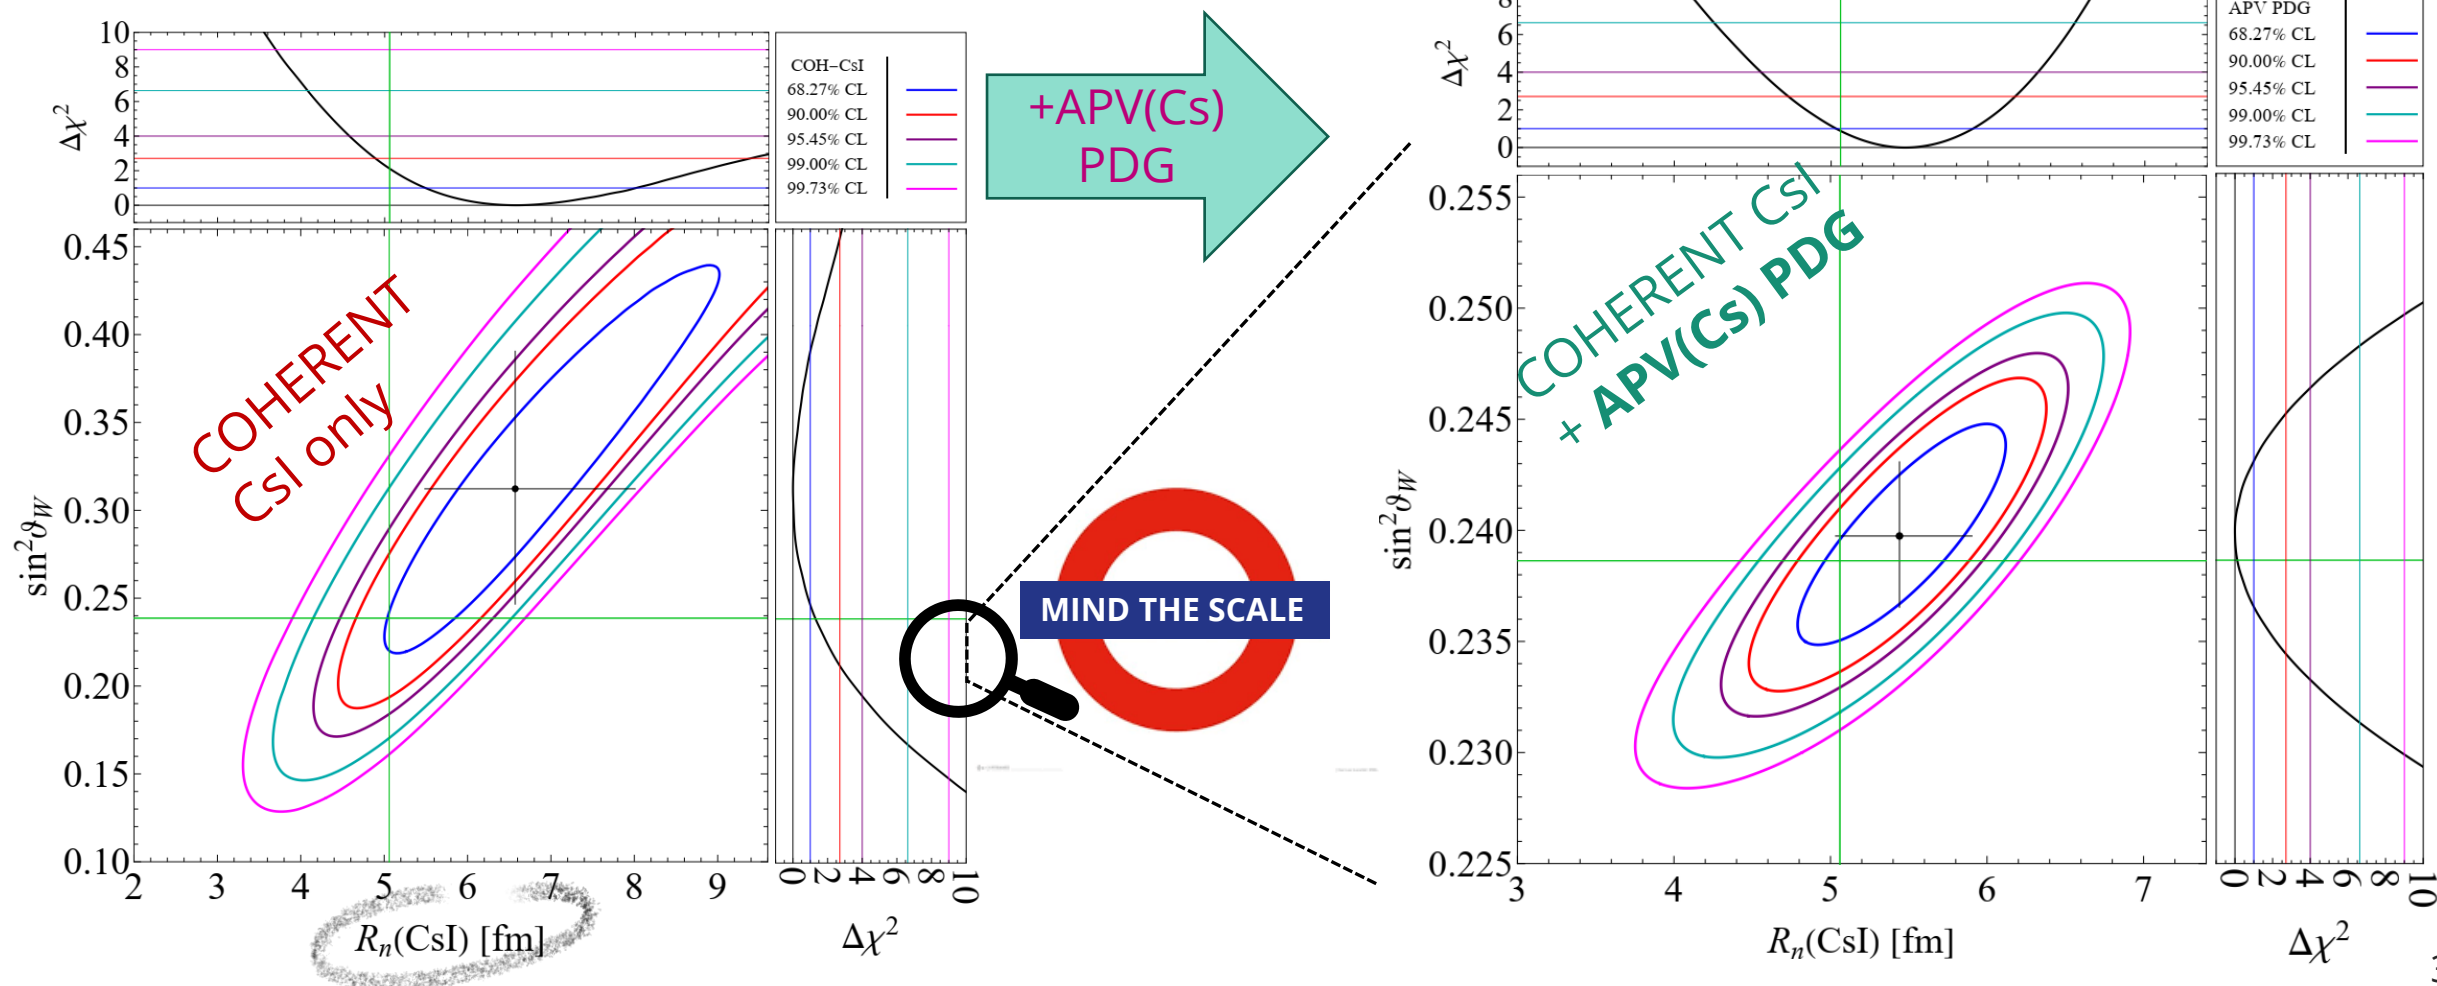 10
8
6
4
2
0
Δχ²
COH−CsI
68.27% CL
90.00% CL
95.45% CL
99.00% CL
99.73% CL
0.45
0.40
0.35
0.30
0.25
0.20
0.15
0.10
sin²ϑ_W
COHERENT
CsI only
2 3 4 5 6 7 8 9
R_n(CsI) [fm]
0 2 4 6 8 10
Δχ²
+APV(Cs)
PDG
MIND THE SCALE
8
6
4
2
0
Δχ²
APV PDG
68.27% CL
90.00% CL
95.45% CL
99.00% CL
99.73% CL
0.255
0.250
0.245
0.240
0.235
0.230
0.225
sin²ϑ_W
COHERENT CsI
+ APV(Cs) PDG
3 4 5 6 7
R_n(CsI) [fm]
0 2 4 6 8 10
Δχ²